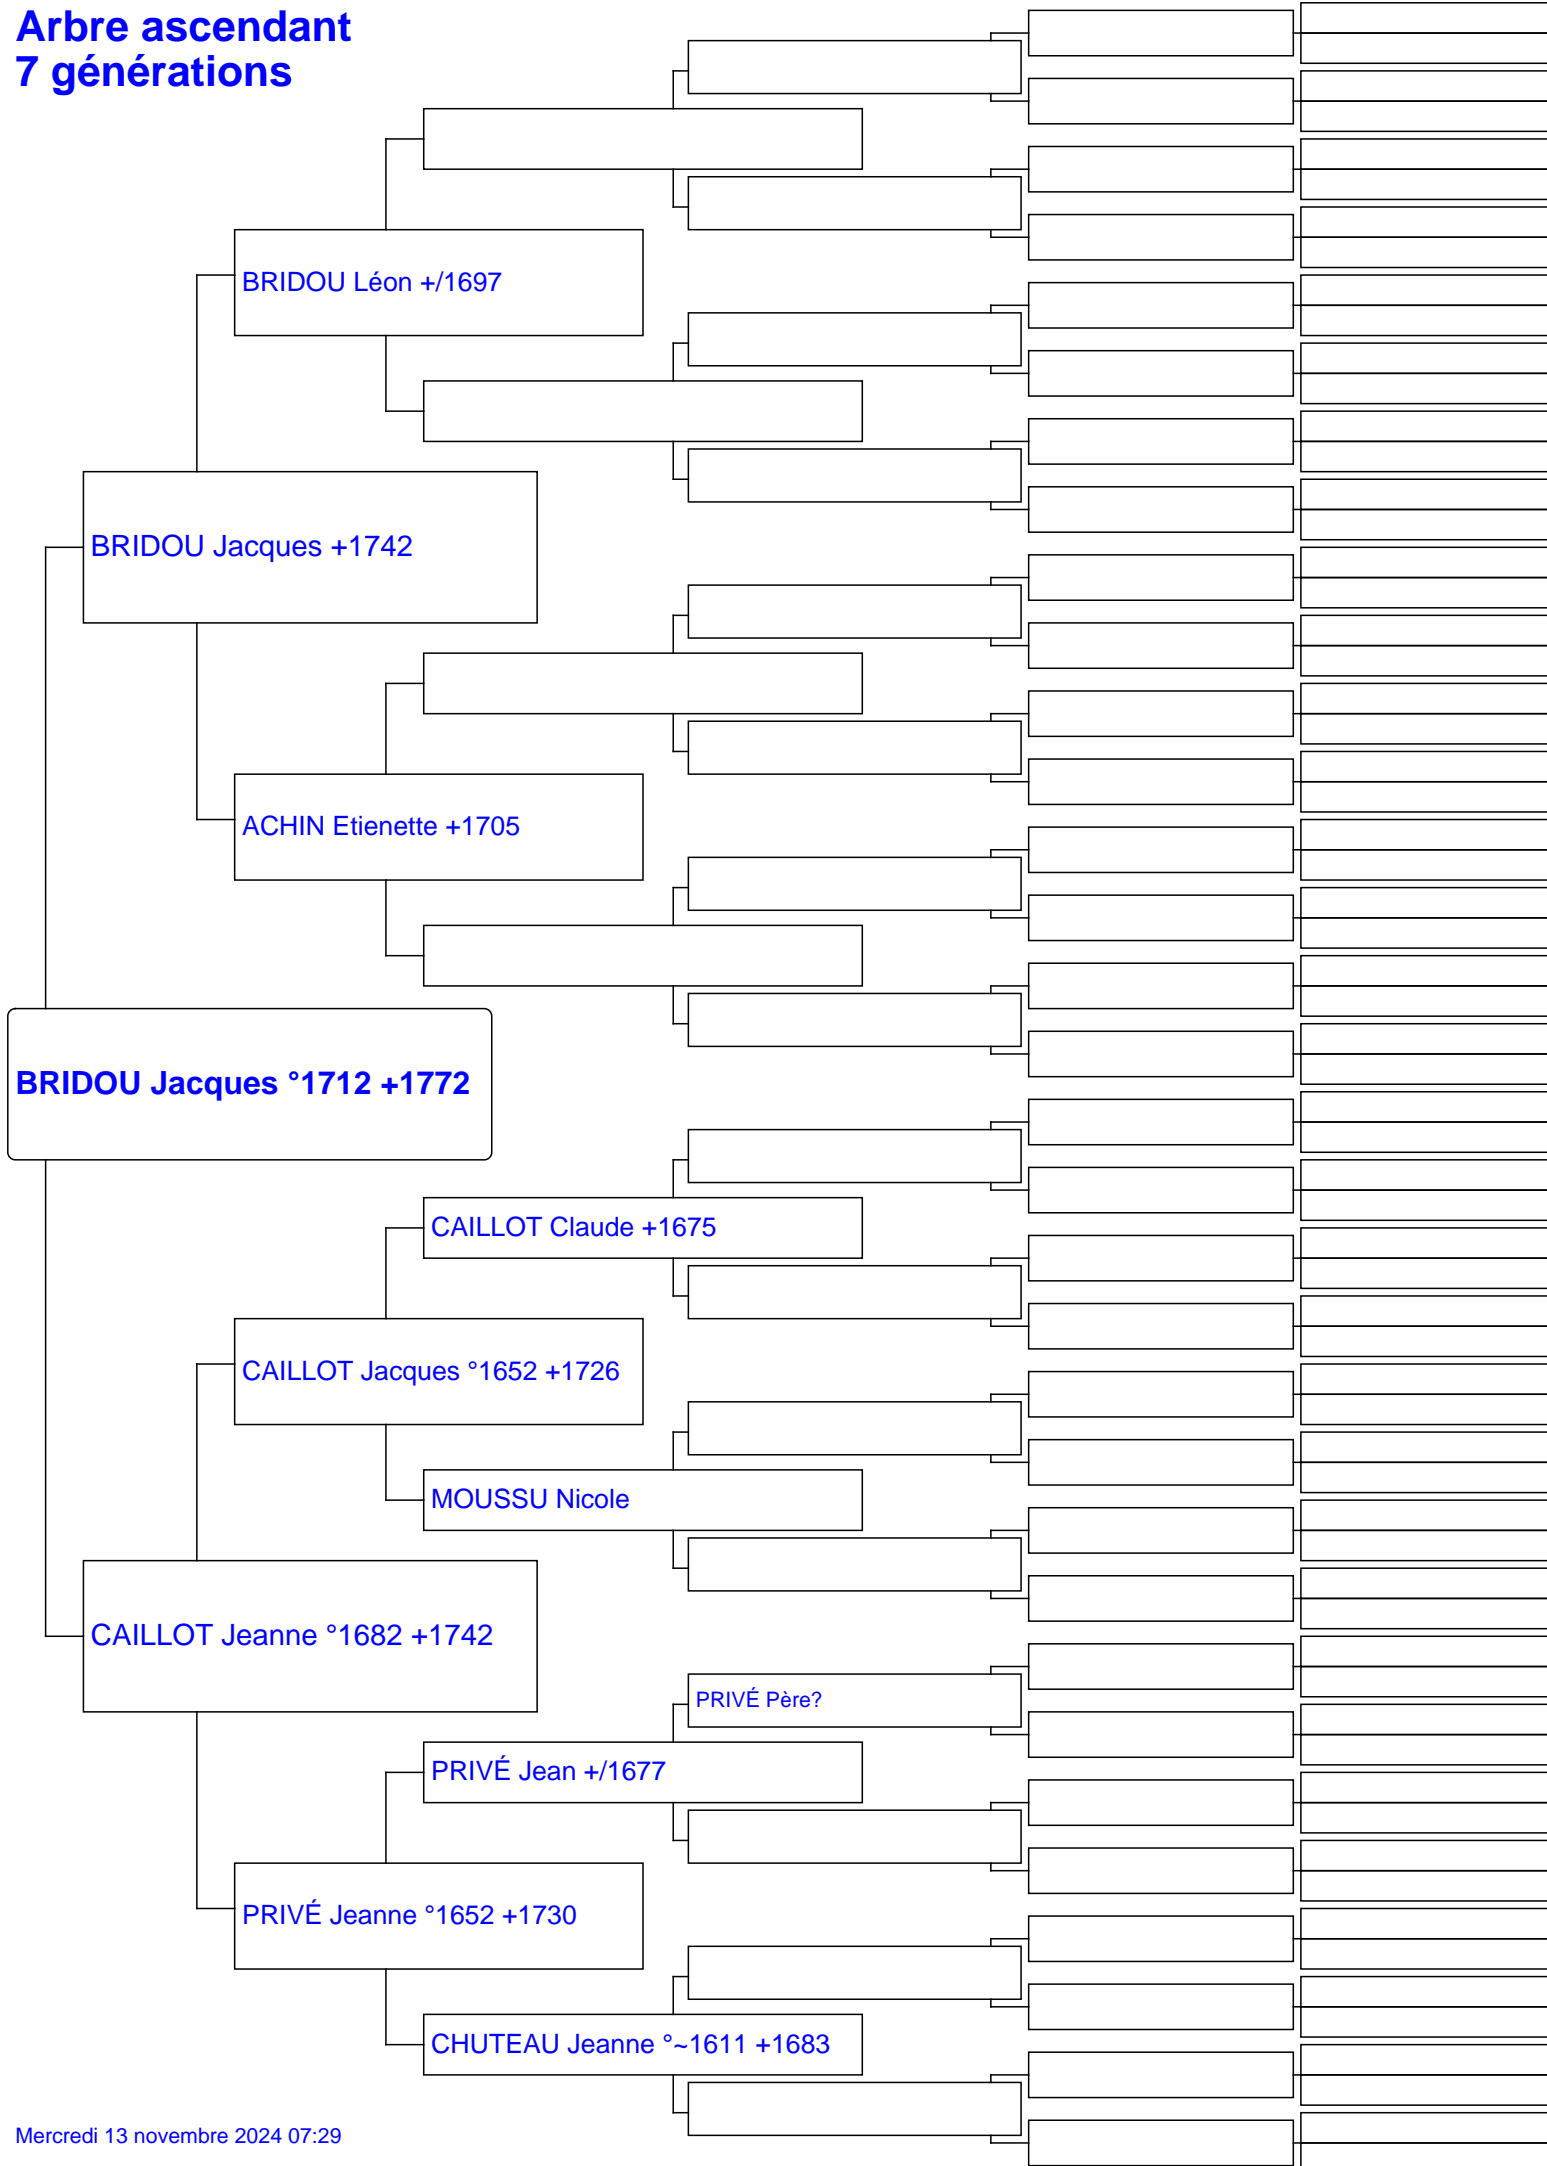 Arbre ascendant
7 générations
BRIDOU Léon +/1697
BRIDOU Jacques +1742
ACHIN Etienette +1705
BRIDOU Jacques °1712 +1772
CAILLOT Claude +1675
CAILLOT Jacques °1652 +1726
MOUSSU Nicole
CAILLOT Jeanne °1682 +1742
PRIVÉ Père?
PRIVÉ Jean +/1677
PRIVÉ Jeanne °1652 +1730
CHUTEAU Jeanne °~1611 +1683
Mercredi 13 novembre 2024 07:29